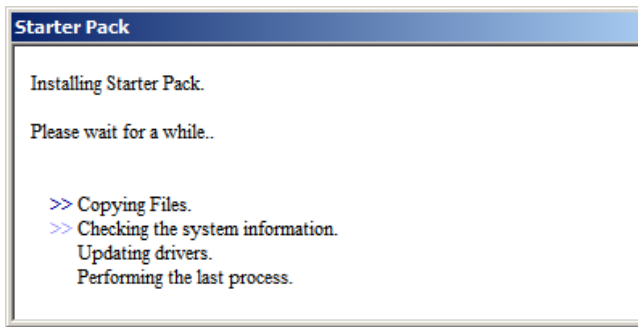 Starter Pack
Installing Starter Pack.
Please wait for a while..
>> Copying Files.
>> Checking the system information.
Updating drivers.
Performing the last process.